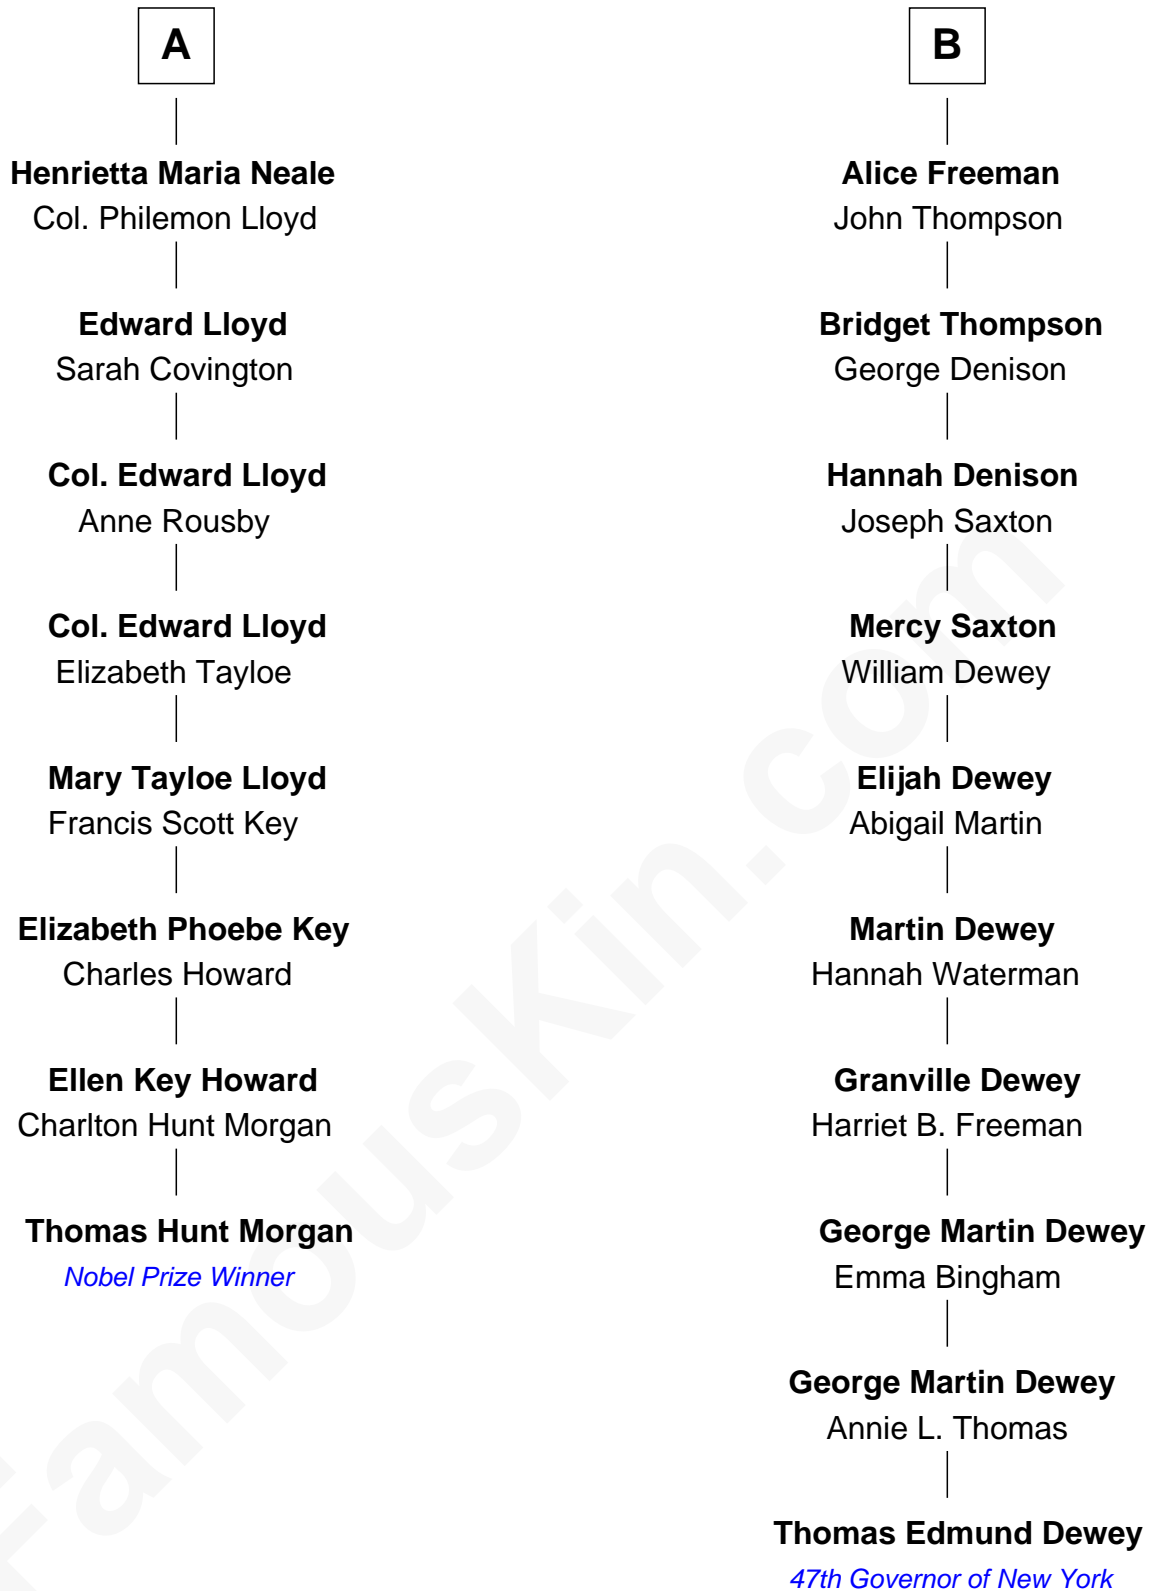 A
Henrietta Maria Neale
Col. Philemon Lloyd
Edward Lloyd
Sarah Covington
Col. Edward Lloyd
Anne Rousby
Col. Edward Lloyd
Elizabeth Tayloe
Mary Tayloe Lloyd
Francis Scott Key
Elizabeth Phoebe Key
Charles Howard
Ellen Key Howard
Charlton Hunt Morgan
Thomas Hunt Morgan
Nobel Prize Winner
B
Alice Freeman
John Thompson
Bridget Thompson
George Denison
Hannah Denison
Joseph Saxton
Mercy Saxton
William Dewey
Elijah Dewey
Abigail Martin
Martin Dewey
Hannah Waterman
Granville Dewey
Harriet B. Freeman
George Martin Dewey
Emma Bingham
George Martin Dewey
Annie L. Thomas
Thomas Edmund Dewey
47th Governor of New York
FamousKin.com